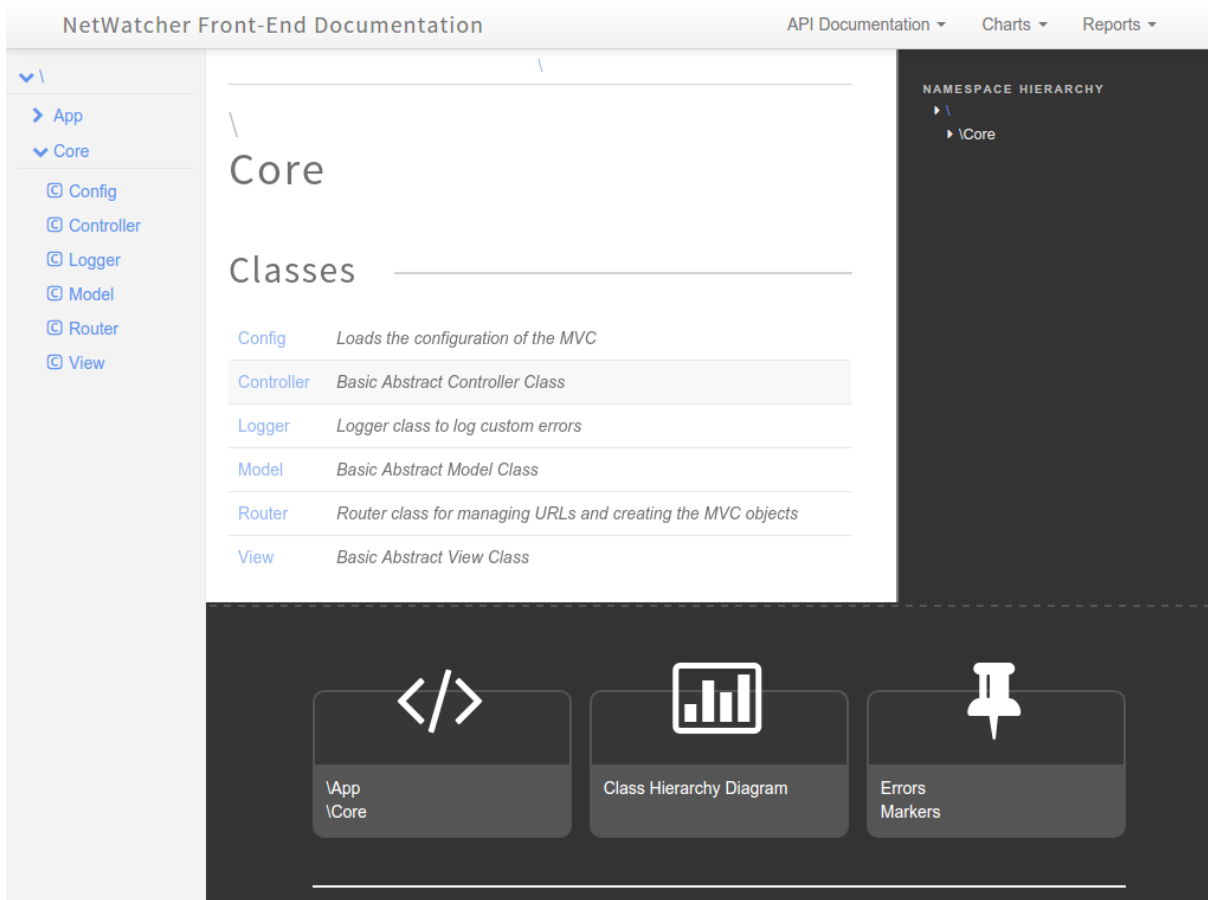 NetWatcher Front-End Documentation
API Documentation Charts Reports
\
App
Core
Config
Controller
Logger
Model
Router
View
\
\
Core
Classes
Config Loads the configuration of the MVC
Controller Basic Abstract Controller Class
Logger Logger class to log custom errors
Model Basic Abstract Model Class
Router Router class for managing URLs and creating the MVC objects
View Basic Abstract View Class
NAMESPACE HIERARCHY
\
\Core
\App
\Core
Class Hierarchy Diagram
Errors
Markers